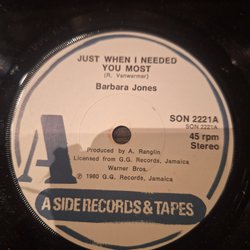 JUST WHEN I NEEDED
YOU MOST
(R. Vanwarmer)
Barbara Jones
SON 2221A
SON 2221A
45 rpm
Stereo
A
Produced by A. Ranglin
Licensed from G.G. Records, Jamaica
Warner Bros.
℗ 1980 G.G. Records, Jamaica
A SIDE RECORDS & TAPES